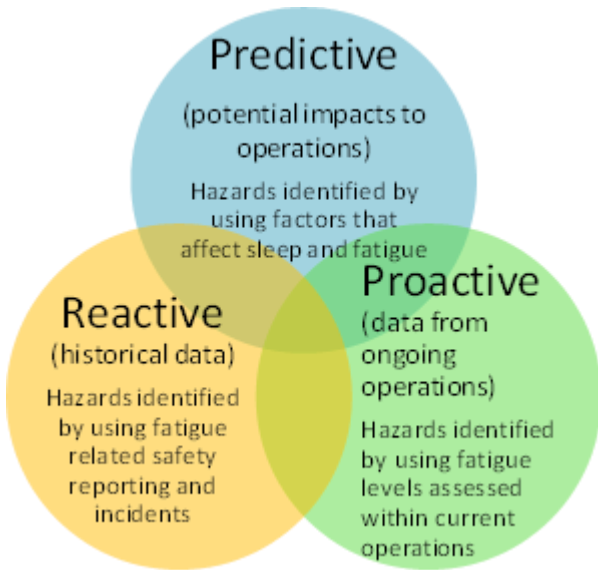 Predictive
(potential impacts to
operations)
Hazards identified by
using factors that
affect sleep and fatigue
Reactive
(historical data)
Hazards identified
by using fatigue
related safety
reporting and
incidents
Proactive
(data from
ongoing
operations)
Hazards identified
by using fatigue
levels assessed
within current
operations